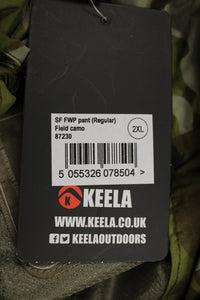 SF FWP pant (Regular)
Field camo
87230
2XL
5 055326 078504 >
KEELA
WWW.KEELA.CO.UK
KEELAOUTDOORS